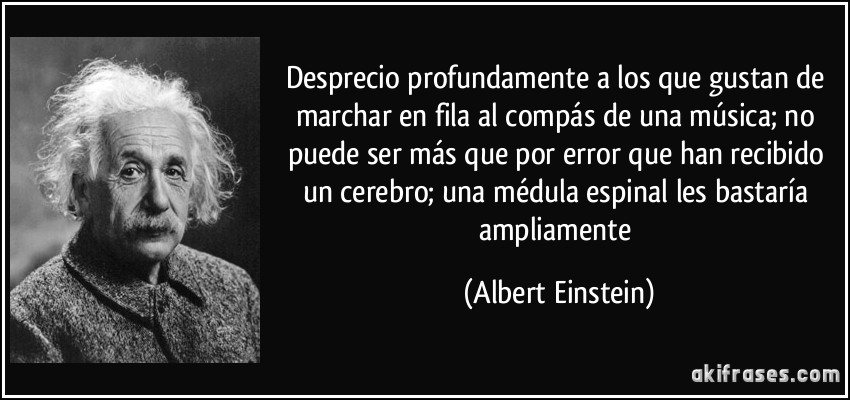 Desprecio profundamente a los que gustan de
marchar en fila al compás de una música; no
puede ser más que por error que han recibido
un cerebro; una médula espinal les bastaría
ampliamente
(Albert Einstein)
akifrases.com